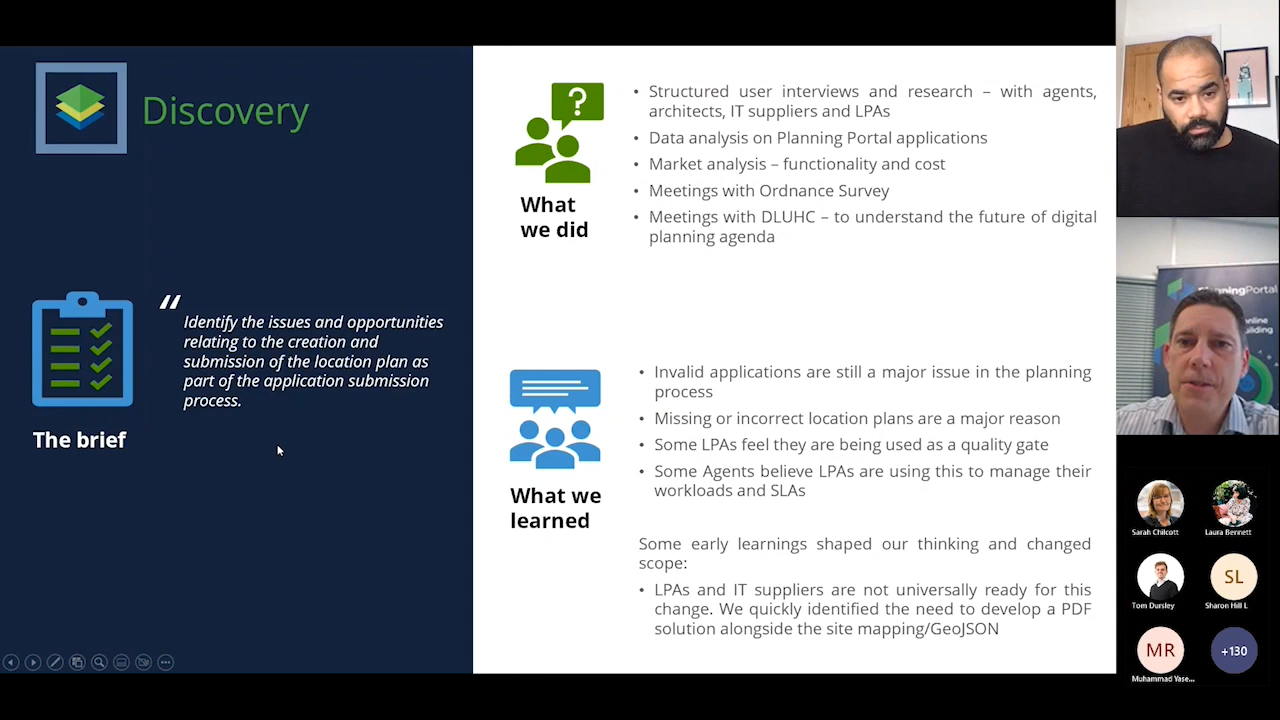 Discovery
“
Identify the issues and opportunities
relating to the creation and
submission of the location plan as
part of the application submission
process.
The brief
?
What
we did
• Structured user interviews and research – with agents,
architects, IT suppliers and LPAs
• Data analysis on Planning Portal applications
• Market analysis – functionality and cost
• Meetings with Ordnance Survey
• Meetings with DLUHC – to understand the future of digital
planning agenda
What we
learned
• Invalid applications are still a major issue in the planning
process
• Missing or incorrect location plans are a major reason
• Some LPAs feel they are being used as a quality gate
• Some Agents believe LPAs are using this to manage their
workloads and SLAs
Some early learnings shaped our thinking and changed
scope:
• LPAs and IT suppliers are not universally ready for this
change. We quickly identified the need to develop a PDF
solution alongside the site mapping/GeoJSON
Portal
Sarah Chilcott
Laura Bennett
Tom Dursley
SL
Sharon Hill L
MR
Muhammad Yase...
+130